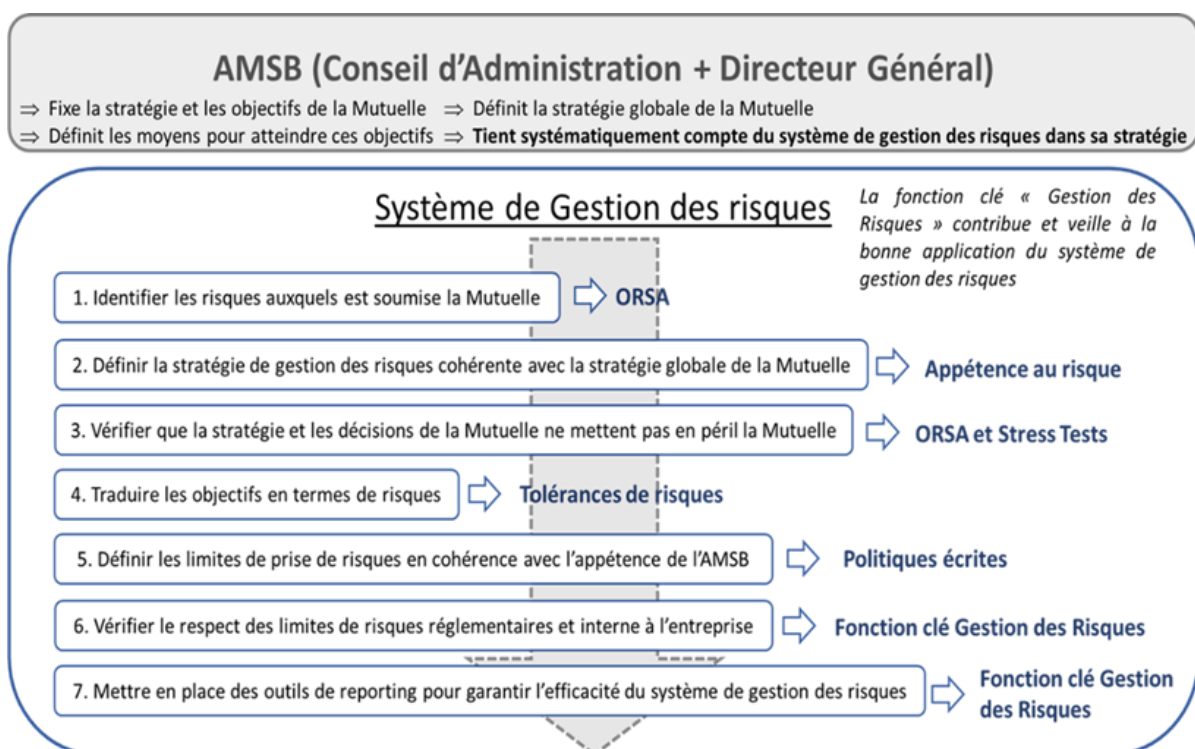 AMSB (Conseil d'Administration + Directeur Général)
⇒ Fixe la stratégie et les objectifs de la Mutuelle ⇒ Définit la stratégie globale de la Mutuelle
⇒ Définit les moyens pour atteindre ces objectifs ⇒ Tient systématiquement compte du système de gestion des risques dans sa stratégie
Système de Gestion des risques
La fonction clé « Gestion des
Risques » contribue et veille à la
bonne application du système de
gestion des risques
1. Identifier les risques auxquels est soumise la Mutuelle
ORSA
2. Définir la stratégie de gestion des risques cohérente avec la stratégie globale de la Mutuelle
Appétence au risque
3. Vérifier que la stratégie et les décisions de la Mutuelle ne mettent pas en péril la Mutuelle
ORSA et Stress Tests
4. Traduire les objectifs en termes de risques
Tolérances de risques
5. Définir les limites de prise de risques en cohérence avec l'appétence de l'AMSB
Politiques écrites
6. Vérifier le respect des limites de risques réglementaires et interne à l'entreprise
Fonction clé Gestion des Risques
7. Mettre en place des outils de reporting pour garantir l'efficacité du système de gestion des risques
Fonction clé Gestion
des Risques